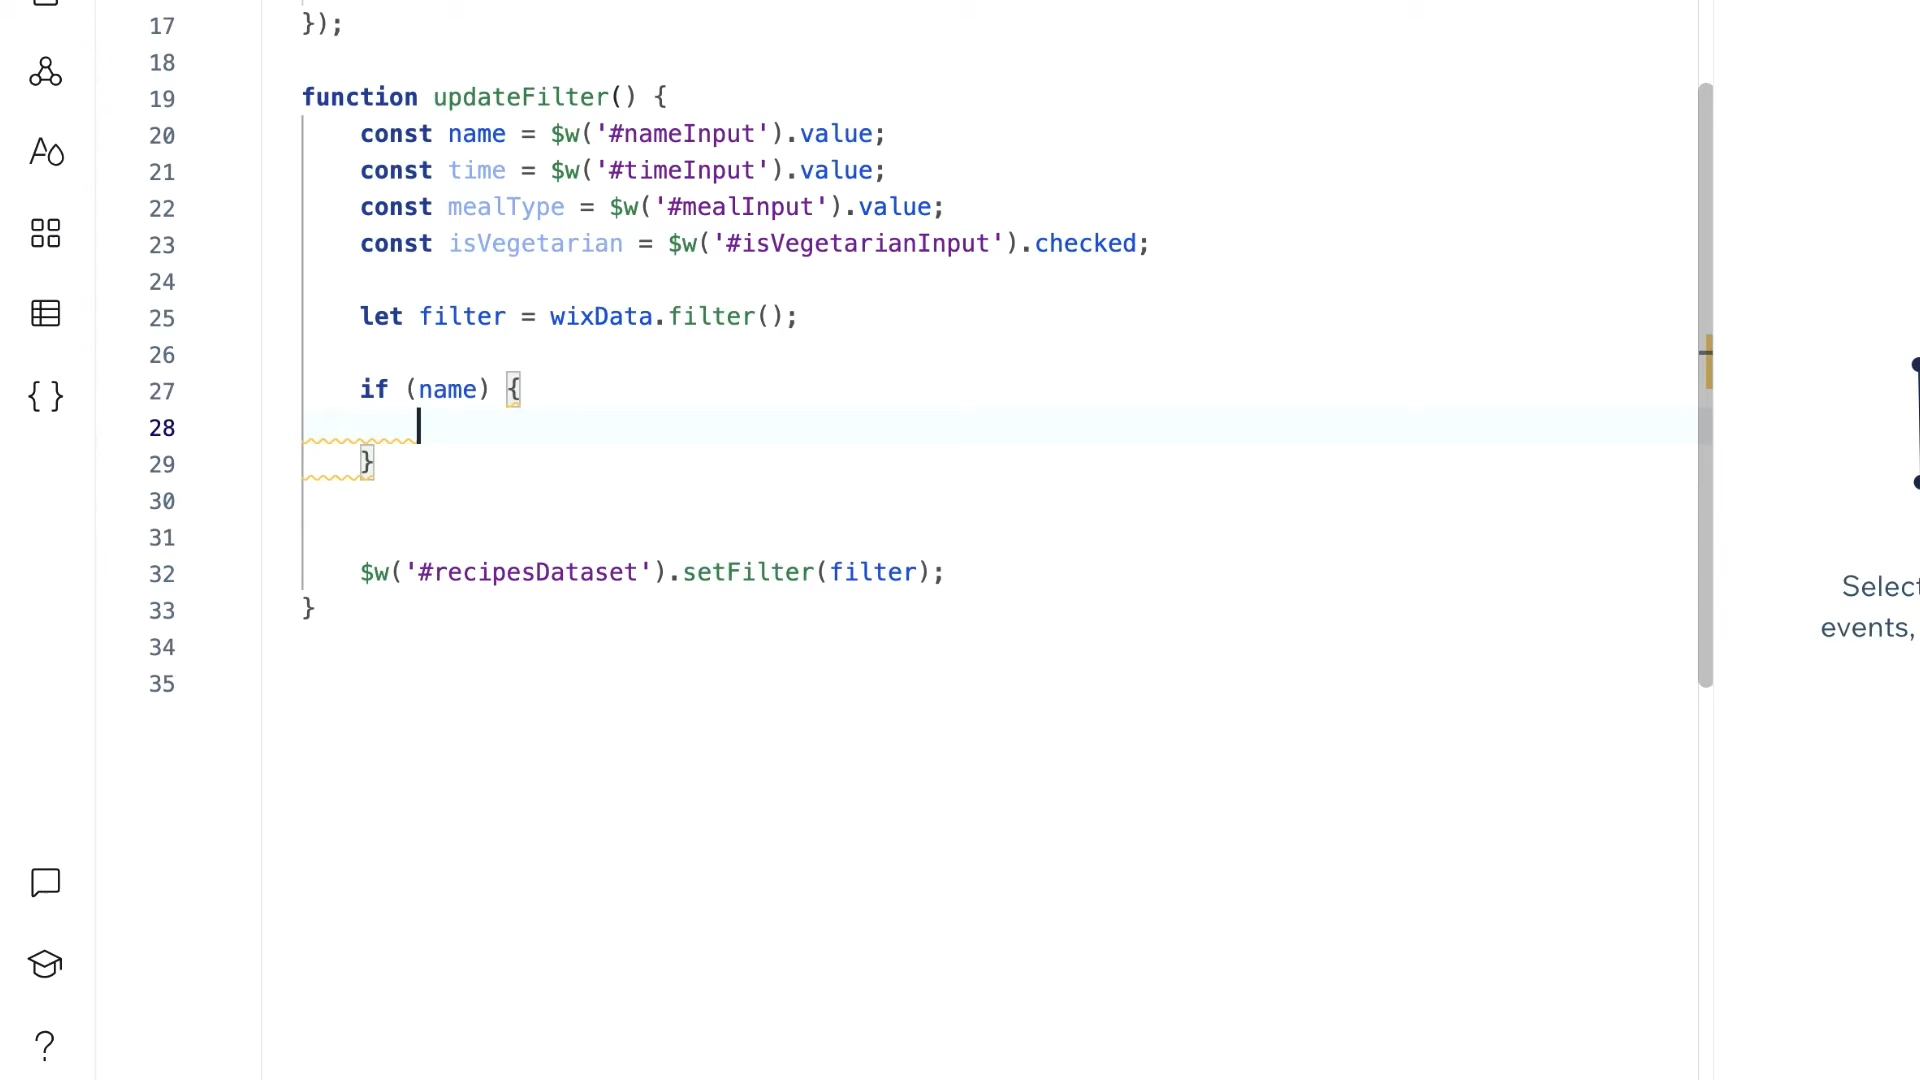 17 });
18
19 function updateFilter() {
20 const name = $w('#nameInput').value;
21 const time = $w('#timeInput').value;
22 const mealType = $w('#mealInput').value;
23 const isVegetarian = $w('#isVegetarianInput').checked;
24
25 let filter = wixData.filter();
26
27 if (name) {
28
29 }
30
31
32 $w('#recipesDataset').setFilter(filter);
33 }
34
35
Select
events,